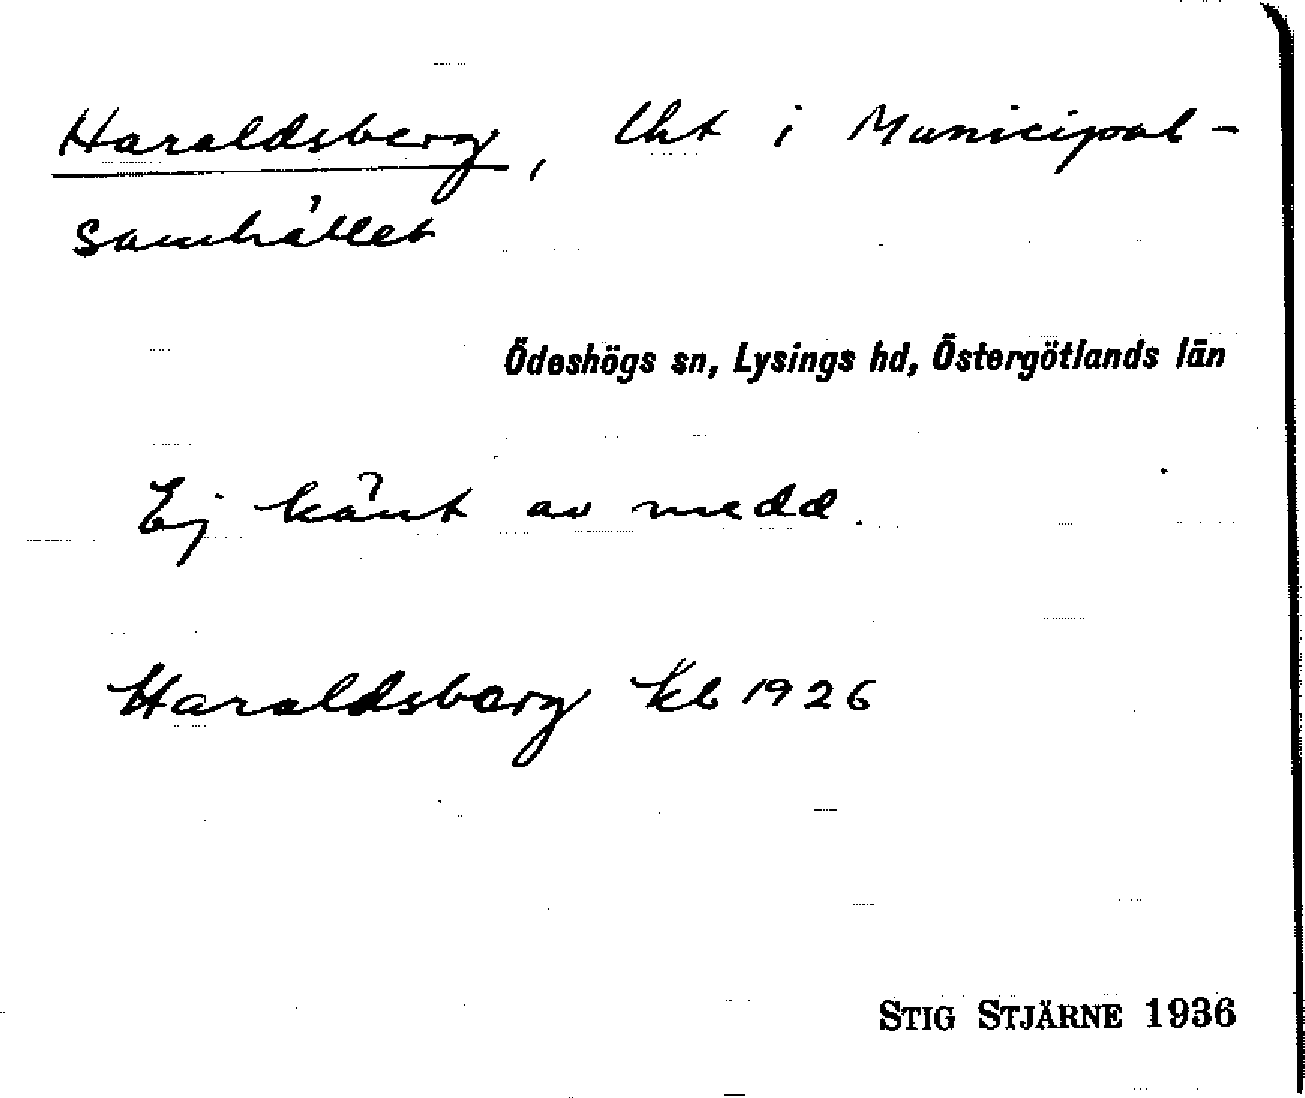 Haraldsberg, lht i Municipal-
samhället
Ödeshögs sn, Lysings hd, Östergötlands län
Ej känt av medd.
Haraldsberg kb 1926
STIG STJÄRNE 1936